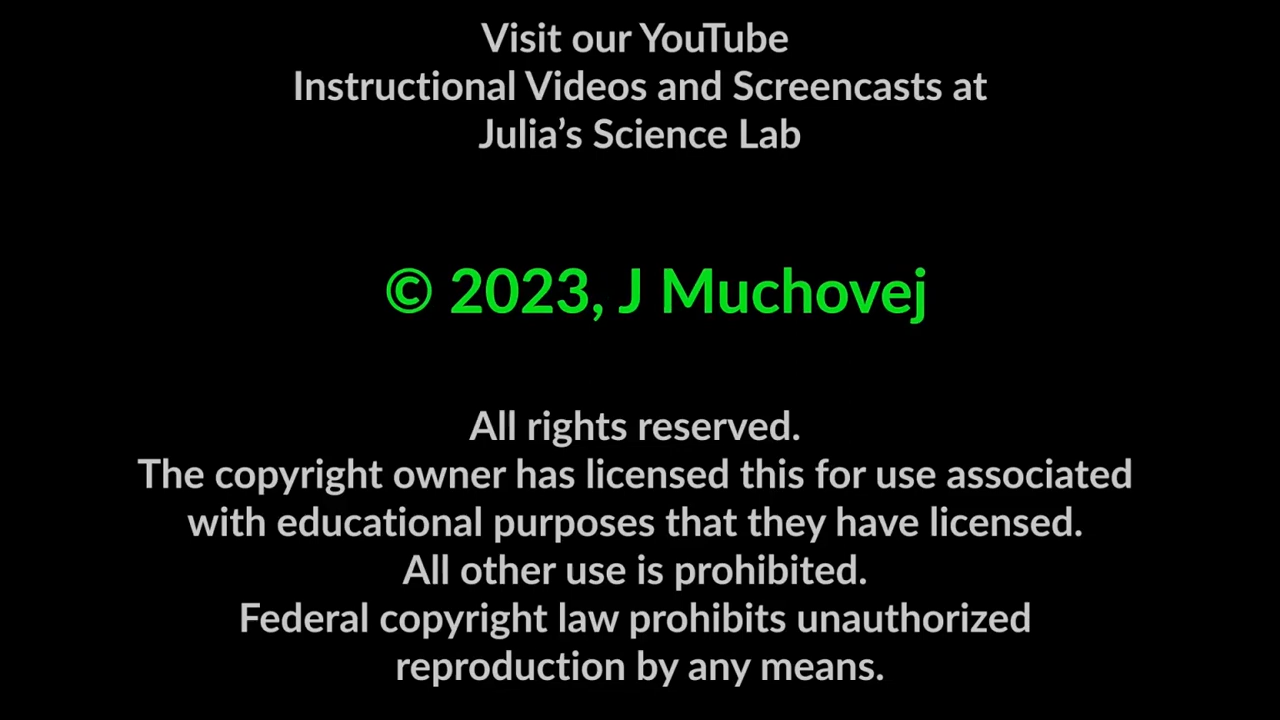 Visit our YouTube
Instructional Videos and Screencasts at
Julia’s Science Lab
© 2023, J Muchovej
All rights reserved.
The copyright owner has licensed this for use associated
with educational purposes that they have licensed.
All other use is prohibited.
Federal copyright law prohibits unauthorized
reproduction by any means.